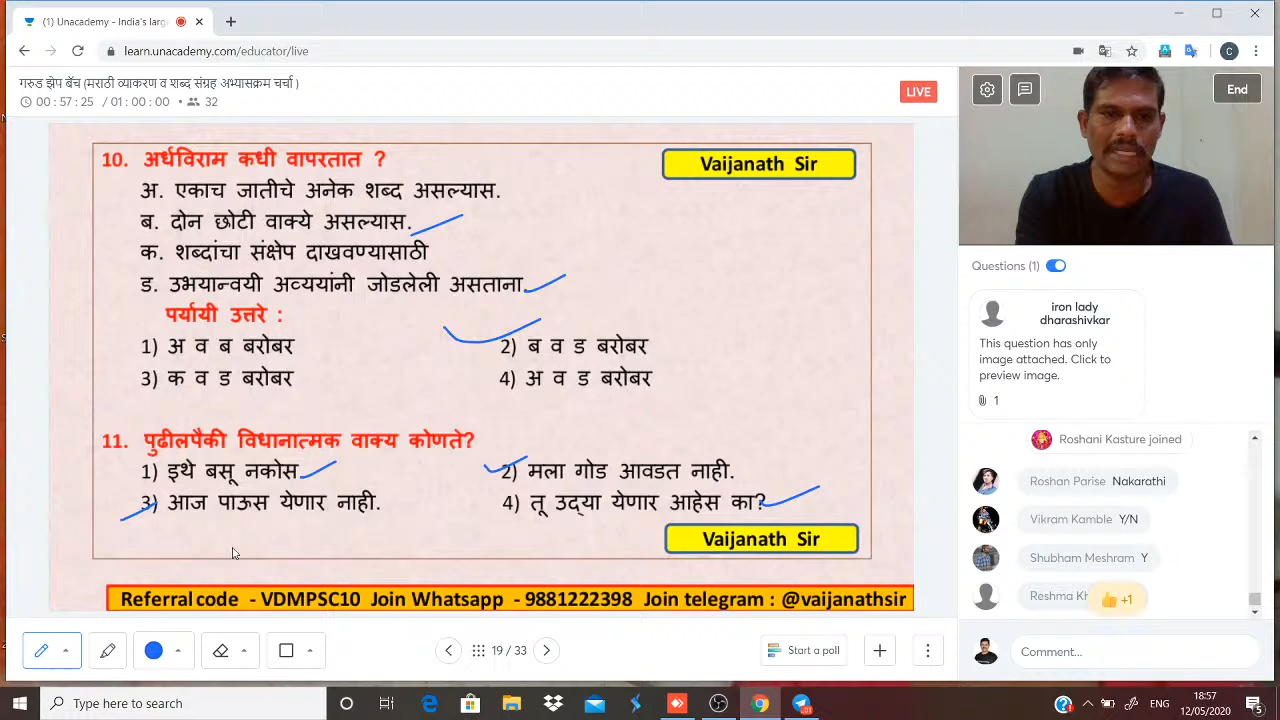 (1) Unacademy - India's larg
learn.unacademy.com/educator/live
गरुड झेप बॅच (मराठी व्याकरण व शब्द संग्रह अभ्यासक्रम चर्चा )
00 : 57 : 25 / 01 : 00 : 00 • 32
LIVE
End
10. अर्धविराम कधी वापरतात ?
Vaijanath Sir
अ. एकाच जातीचे अनेक शब्द असल्यास.
ब. दोन छोटी वाक्ये असल्यास.
क. शब्दांचा संक्षेप दाखवण्यासाठी
ड. उभयान्वयी अव्ययांनी जोडलेली असताना.
पर्यायी उत्तरे :
1) अ व ब बरोबर 2) ब व ड बरोबर
3) क व ड बरोबर 4) अ व ड बरोबर
11. पुढीलपैकी विधानात्मक वाक्य कोणते?
1) इथे बसू नकोस. 2) मला गोड आवडत नाही.
3) आज पाऊस येणार नाही. 4) तू उद्‌या येणार आहेस का?
Vaijanath Sir
Referral code - VDMPSC10 Join Whatsapp - 9881222398 Join telegram : @vaijanathsir
Questions (1)
iron lady
dharashivkar
This question has only
image attached. Click to
preview image.
1
Roshani Kasture joined
Roshan Parise Nakarathi
Vikram Kamble Y/N
Shubham Meshram Y
Reshma Kh
+1
19 / 33
Start a poll
Comment...
Type here to search
ENG
18:57
12/05/2020
5